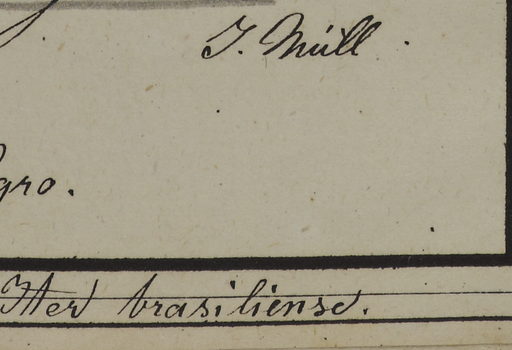 J. Müll.
gro.
Iter brasiliense.